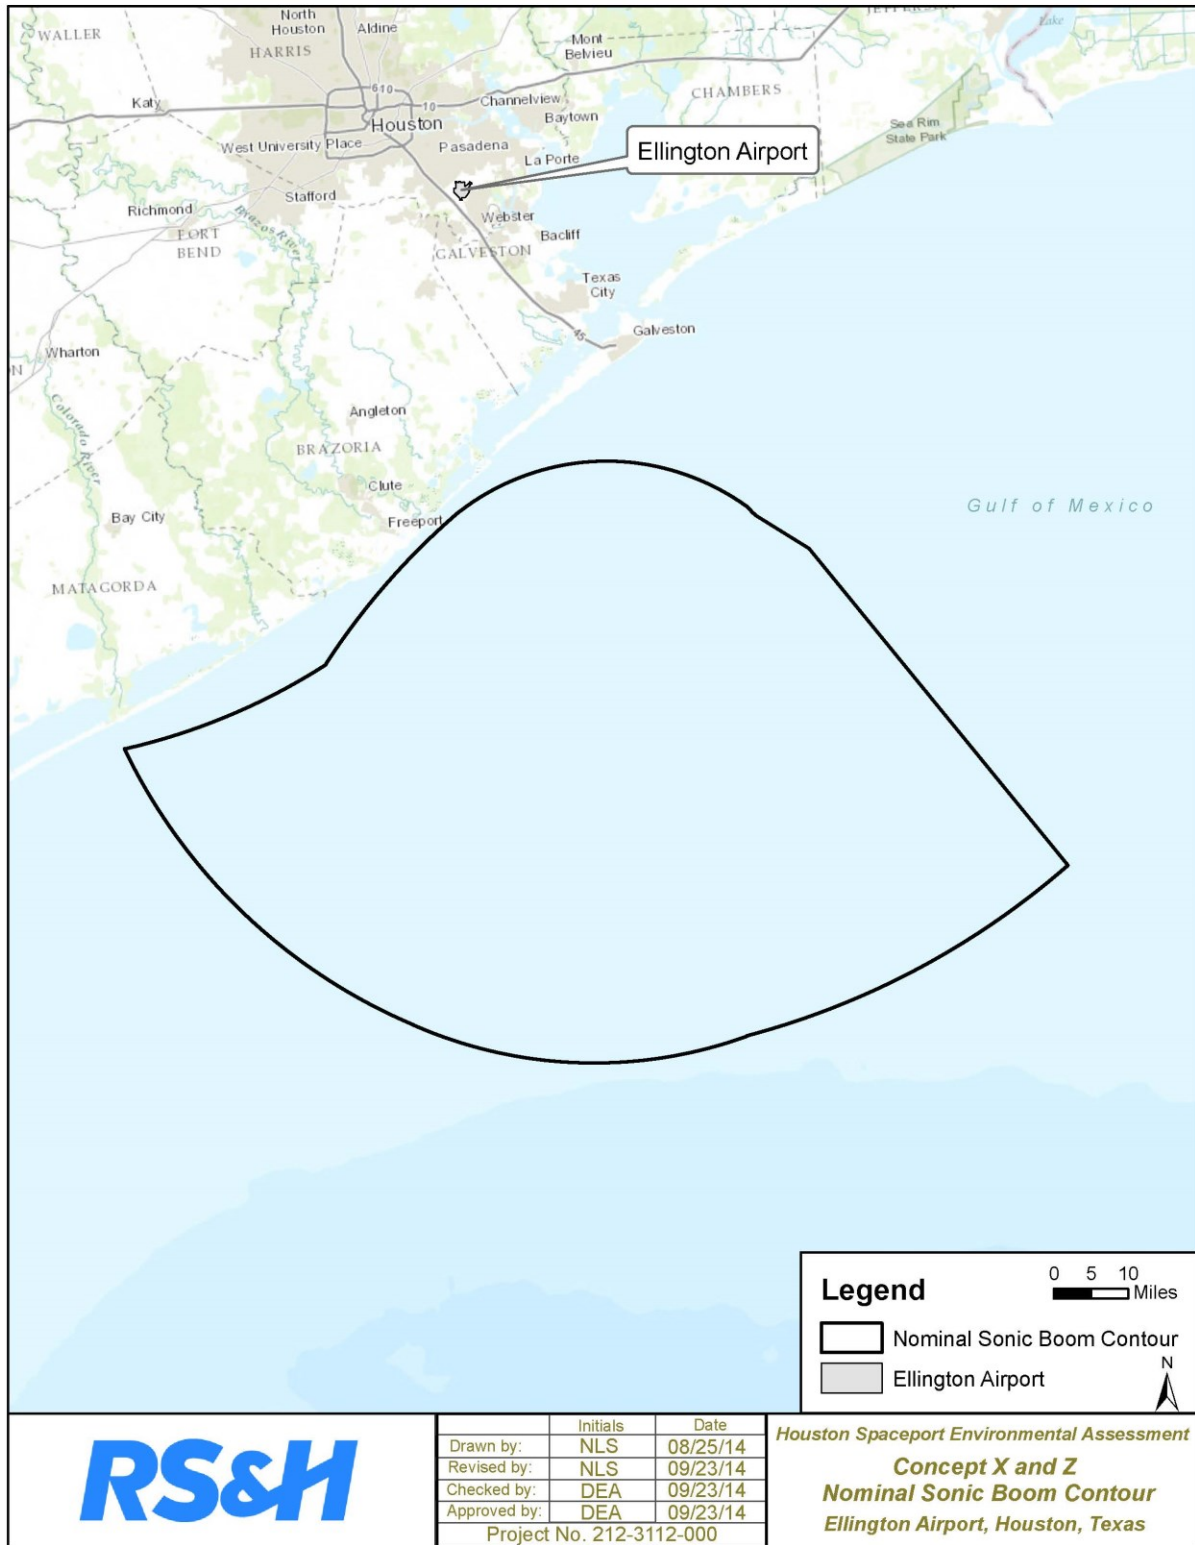 WALLER
North
Houston
Aldine
HARRIS
Mont
Belvieu
JEFFERSON
Lake
Katy
610
10
Channelview
CHAMBERS
Houston
Baytown
Sea Rim
State Park
West University Place
Pasadena
La Porte
Ellington Airport
Stafford
Richmond
Brazos River
Webster
FORT
BEND
Bacliff
GALVESTON
Texas
City
45
Galveston
Wharton
ON
Colorado River
Angleton
BRAZORIA
Clute
Gulf of Mexico
Bay City
Freeport
MATAGORDA
Legend
0 5 10
Miles
Nominal Sonic Boom Contour
Ellington Airport
N
RS&H
Initials Date
Drawn by: NLS 08/25/14
Revised by: NLS 09/23/14
Checked by: DEA 09/23/14
Approved by: DEA 09/23/14
Project No. 212-3112-000
Houston Spaceport Environmental Assessment
Concept X and Z
Nominal Sonic Boom Contour
Ellington Airport, Houston, Texas